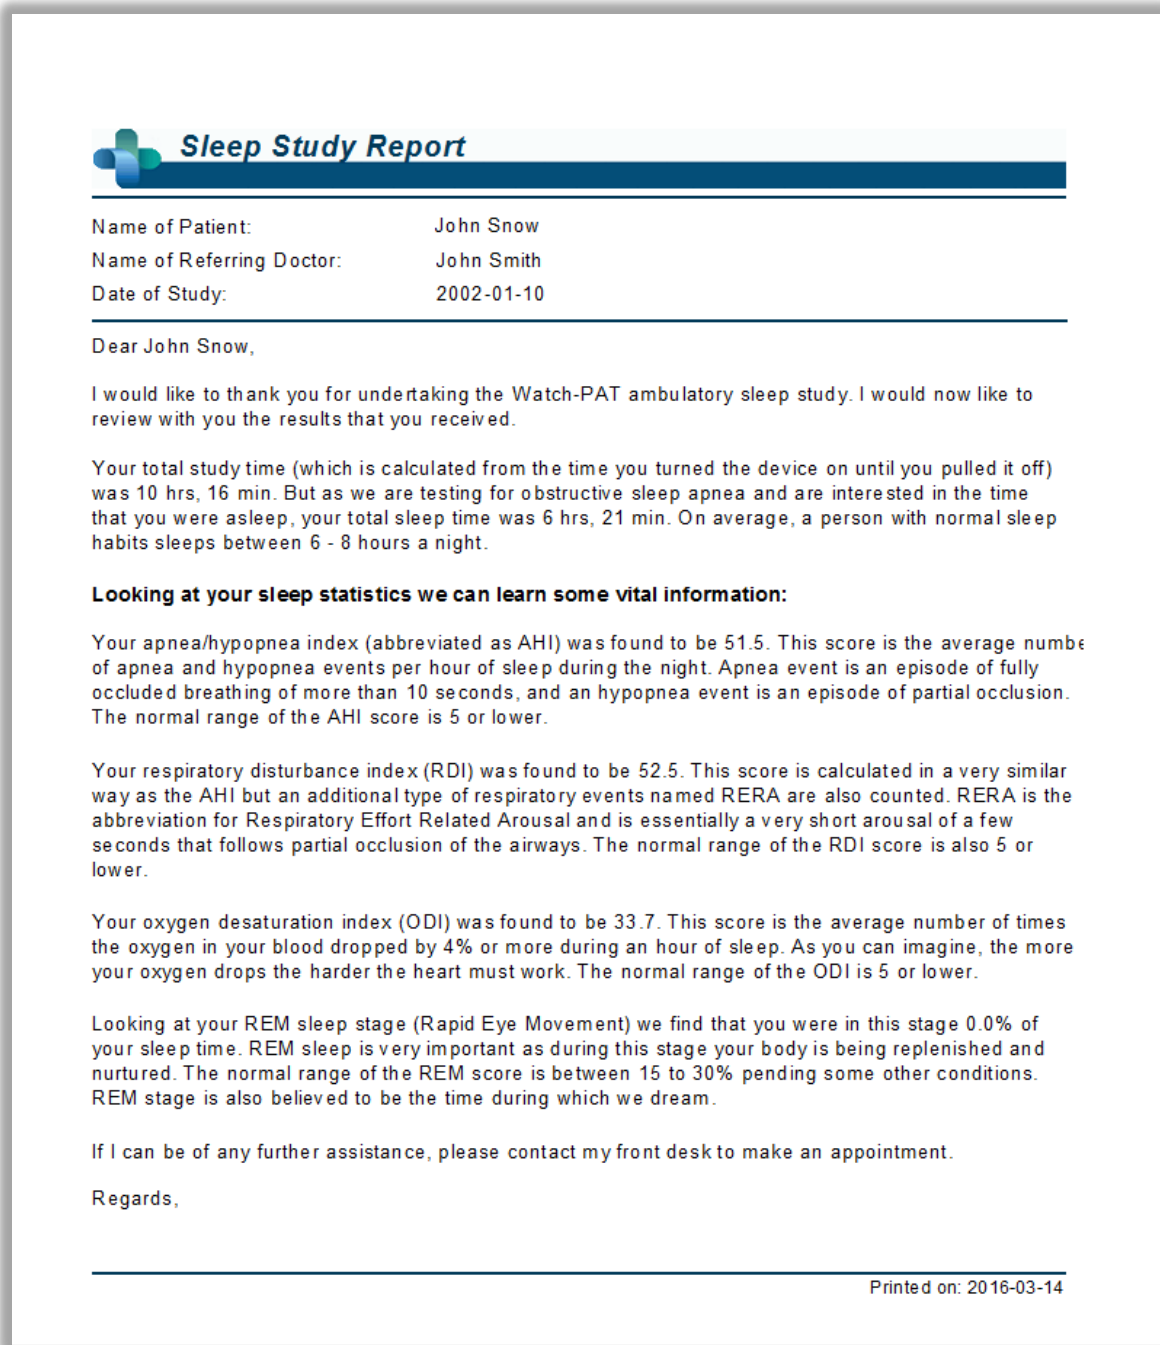 Sleep Study Report
Name of Patient: John Snow
Name of Referring Doctor: John Smith
Date of Study: 2002-01-10
Dear John Snow,
I would like to thank you for undertaking the Watch-PAT ambulatory sleep study. I would now like to
review with you the results that you received.
Your total study time (which is calculated from the time you turned the device on until you pulled it off)
was 10 hrs, 16 min. But as we are testing for obstructive sleep apnea and are interested in the time
that you were asleep, your total sleep time was 6 hrs, 21 min. On average, a person with normal sleep
habits sleeps between 6 - 8 hours a night.
Looking at your sleep statistics we can learn some vital information:
Your apnea/hypopnea index (abbreviated as AHI) was found to be 51.5. This score is the average numbe
of apnea and hypopnea events per hour of sleep during the night. Apnea event is an episode of fully
occluded breathing of more than 10 seconds, and an hypopnea event is an episode of partial occlusion.
The normal range of the AHI score is 5 or lower.
Your respiratory disturbance index (RDI) was found to be 52.5. This score is calculated in a very similar
way as the AHI but an additional type of respiratory events named RERA are also counted. RERA is the
abbreviation for Respiratory Effort Related Arousal and is essentially a very short arousal of a few
seconds that follows partial occlusion of the airways. The normal range of the RDI score is also 5 or
lower.
Your oxygen desaturation index (ODI) was found to be 33.7. This score is the average number of times
the oxygen in your blood dropped by 4% or more during an hour of sleep. As you can imagine, the more
your oxygen drops the harder the heart must work. The normal range of the ODI is 5 or lower.
Looking at your REM sleep stage (Rapid Eye Movement) we find that you were in this stage 0.0% of
your sleep time. REM sleep is very important as during this stage your body is being replenished and
nurtured. The normal range of the REM score is between 15 to 30% pending some other conditions.
REM stage is also believed to be the time during which we dream.
If I can be of any further assistance, please contact my front desk to make an appointment.
Regards,
Printed on: 2016-03-14